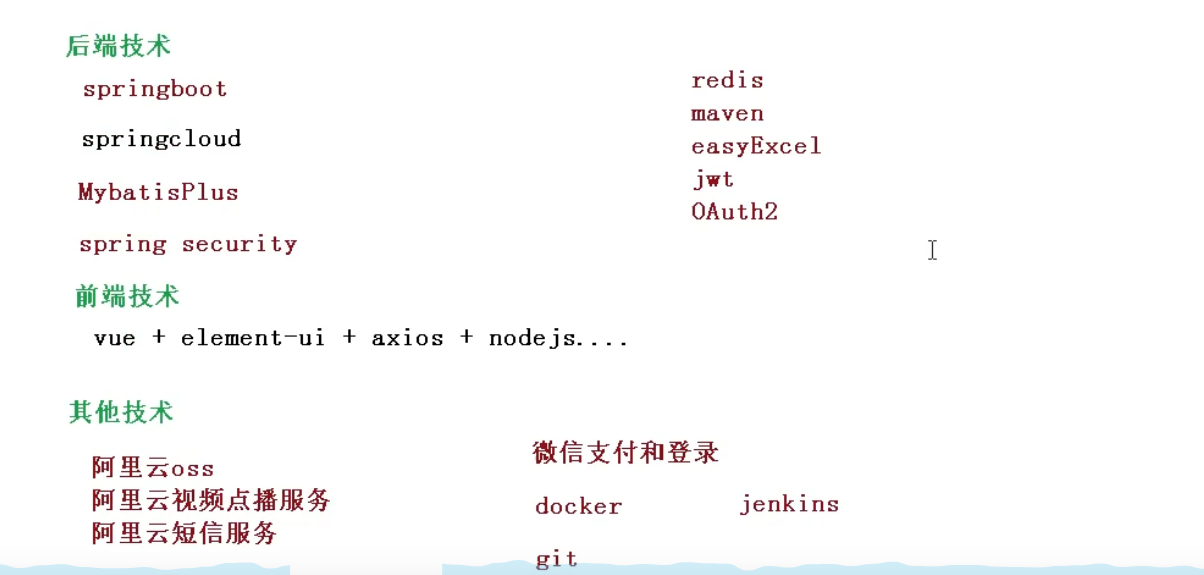 后端技术
springboot
springcloud
MybatisPlus
spring security
redis
maven
easyExcel
jwt
OAuth2
前端技术
vue + element-ui + axios + nodejs....
其他技术
阿里云oss
阿里云视频点播服务
阿里云短信服务
微信支付和登录
docker
jenkins
git